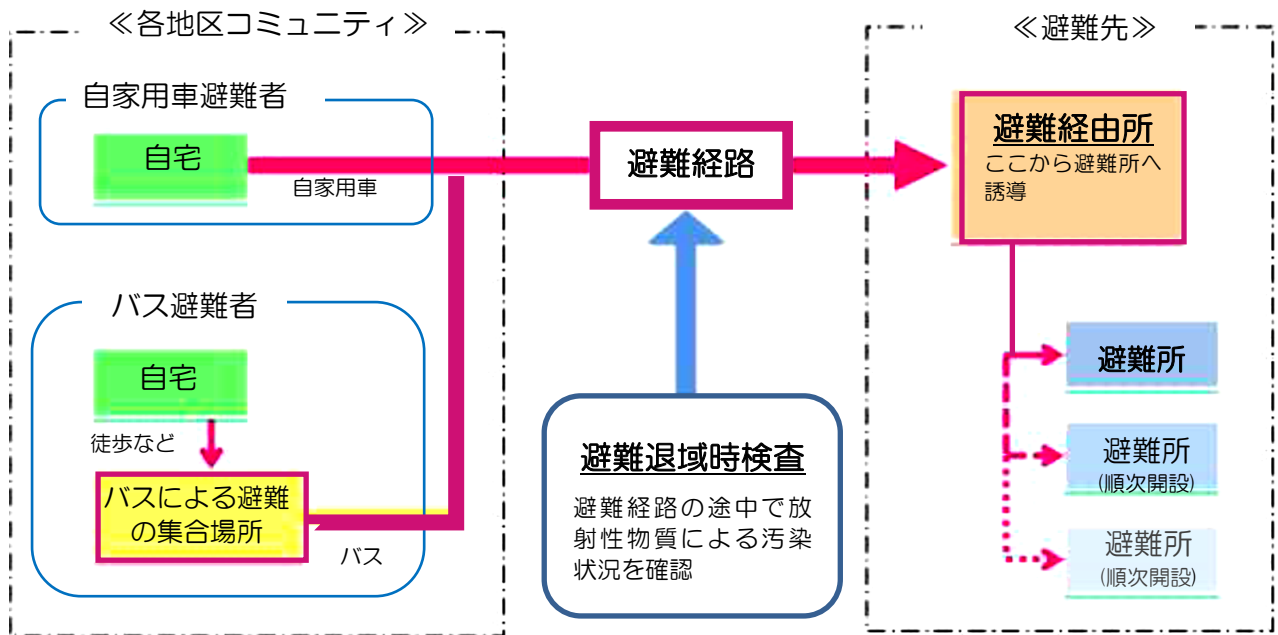 ≪各地区コミュニティ≫
自家用車避難者
自宅
自家用車
バス避難者
自宅
徒歩など
バスによる避難
の集合場所
バス
避難経路
避難退域時検査
避難経路の途中で放
射性物質による汚染
状況を確認
≪避難先≫
避難経由所
ここから避難所へ
誘導
避難所
避難所
(順次開設)
避難所
(順次開設)